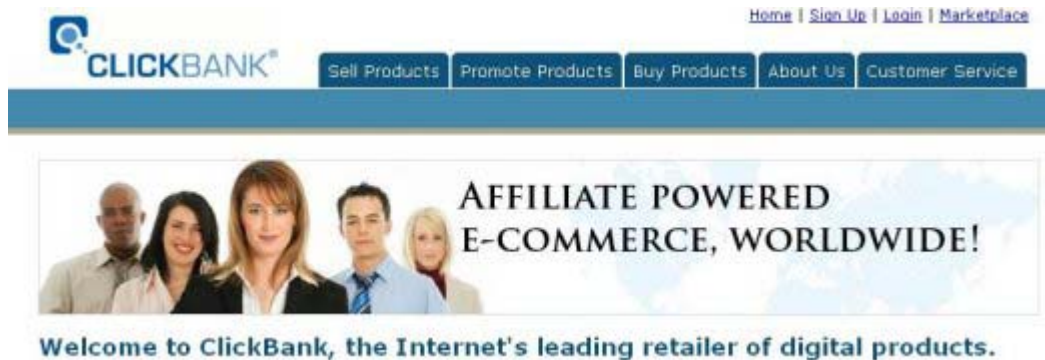 Home | Sign Up | Login | Marketplace
CLICKBANK®
Sell Products Promote Products Buy Products About Us Customer Service
AFFILIATE POWERED
E-COMMERCE, WORLDWIDE!
Welcome to ClickBank, the Internet's leading retailer of digital products.